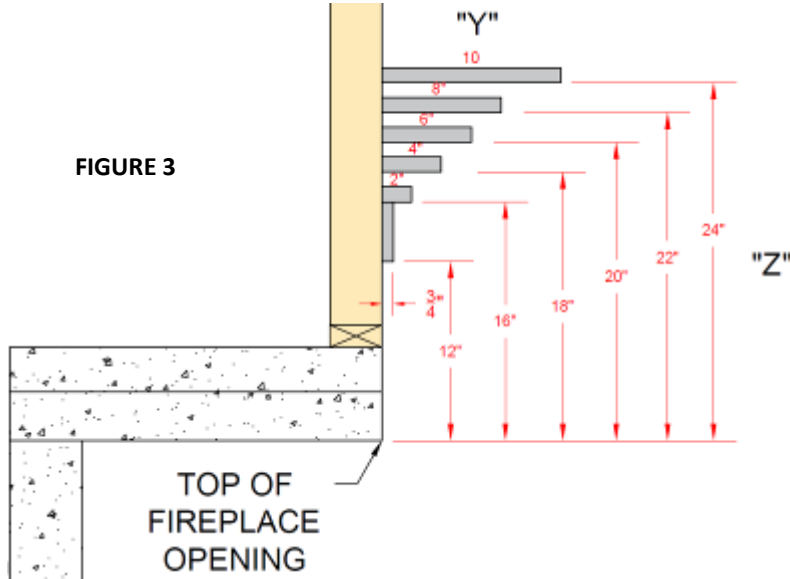 "Y"
10
8"
6"
4"
2"
FIGURE 3
24"
22"
20"
18"
16"
12"
"Z"
3/4"
TOP OF
FIREPLACE
OPENING